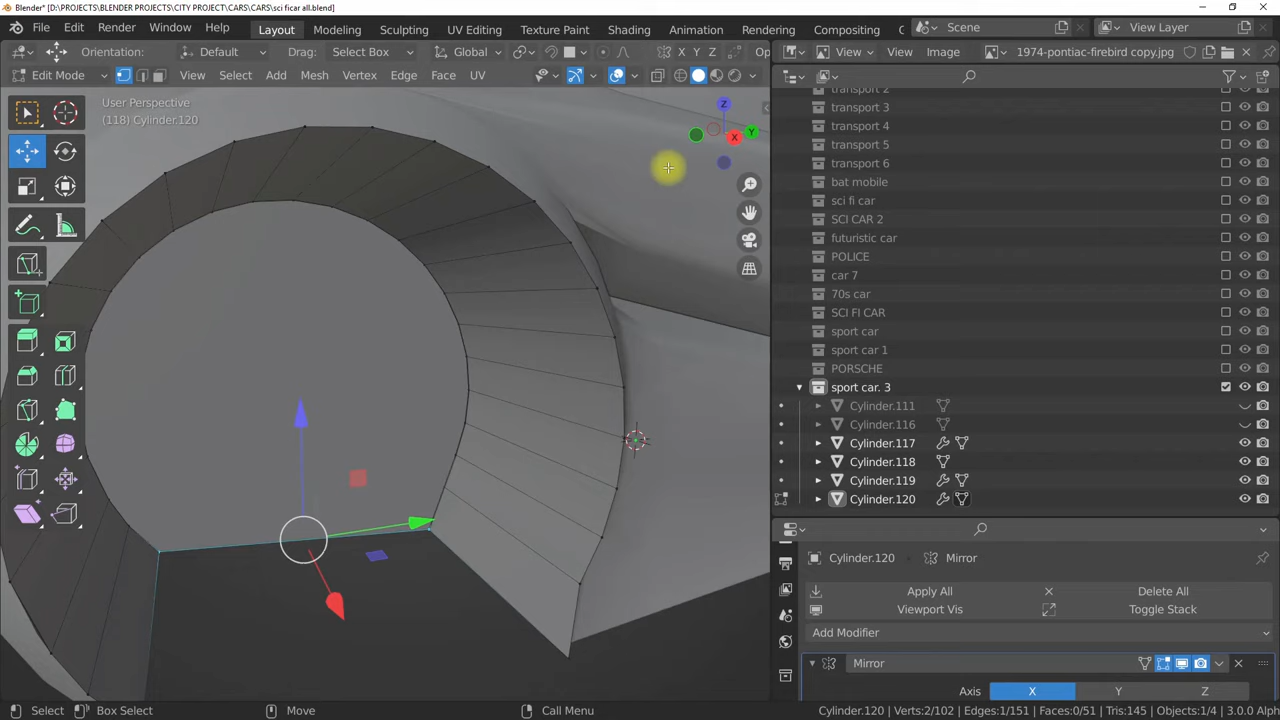 Blender* [D:\PROJECTS\BLENDER PROJECTS\CITY PROJECT\CARS\CARS\sci ficar all.blend]
File Edit Render Window Help Layout Modeling Sculpting UV Editing Texture Paint Shading Animation Rendering Compositing Scene View Layer
Orientation: Default Drag: Select Box Global X Y Z View View Image 1974-pontiac-firebird copy.jpg
Edit Mode View Select Add Mesh Vertex Edge Face UV
User Perspective
(118) Cylinder.120
Z
Y
X
transport 2
transport 3
transport 4
transport 5
transport 6
bat mobile
sci fi car
SCI CAR 2
futuristic car
POLICE
car 7
70s car
SCI FI CAR
sport car
sport car 1
PORSCHE
sport car. 3
Cylinder.111
Cylinder.116
Cylinder.117
Cylinder.118
Cylinder.119
Cylinder.120
Cylinder.120 Mirror
Apply All Delete All
Viewport Vis Toggle Stack
Add Modifier
Mirror
Axis X Y Z
Select Box Select Move Call Menu Cylinder.120 | Verts:2/102 | Edges:1/151 | Faces:0/51 | Tris:145 | Objects:1/4 | 3.0.0 Alph